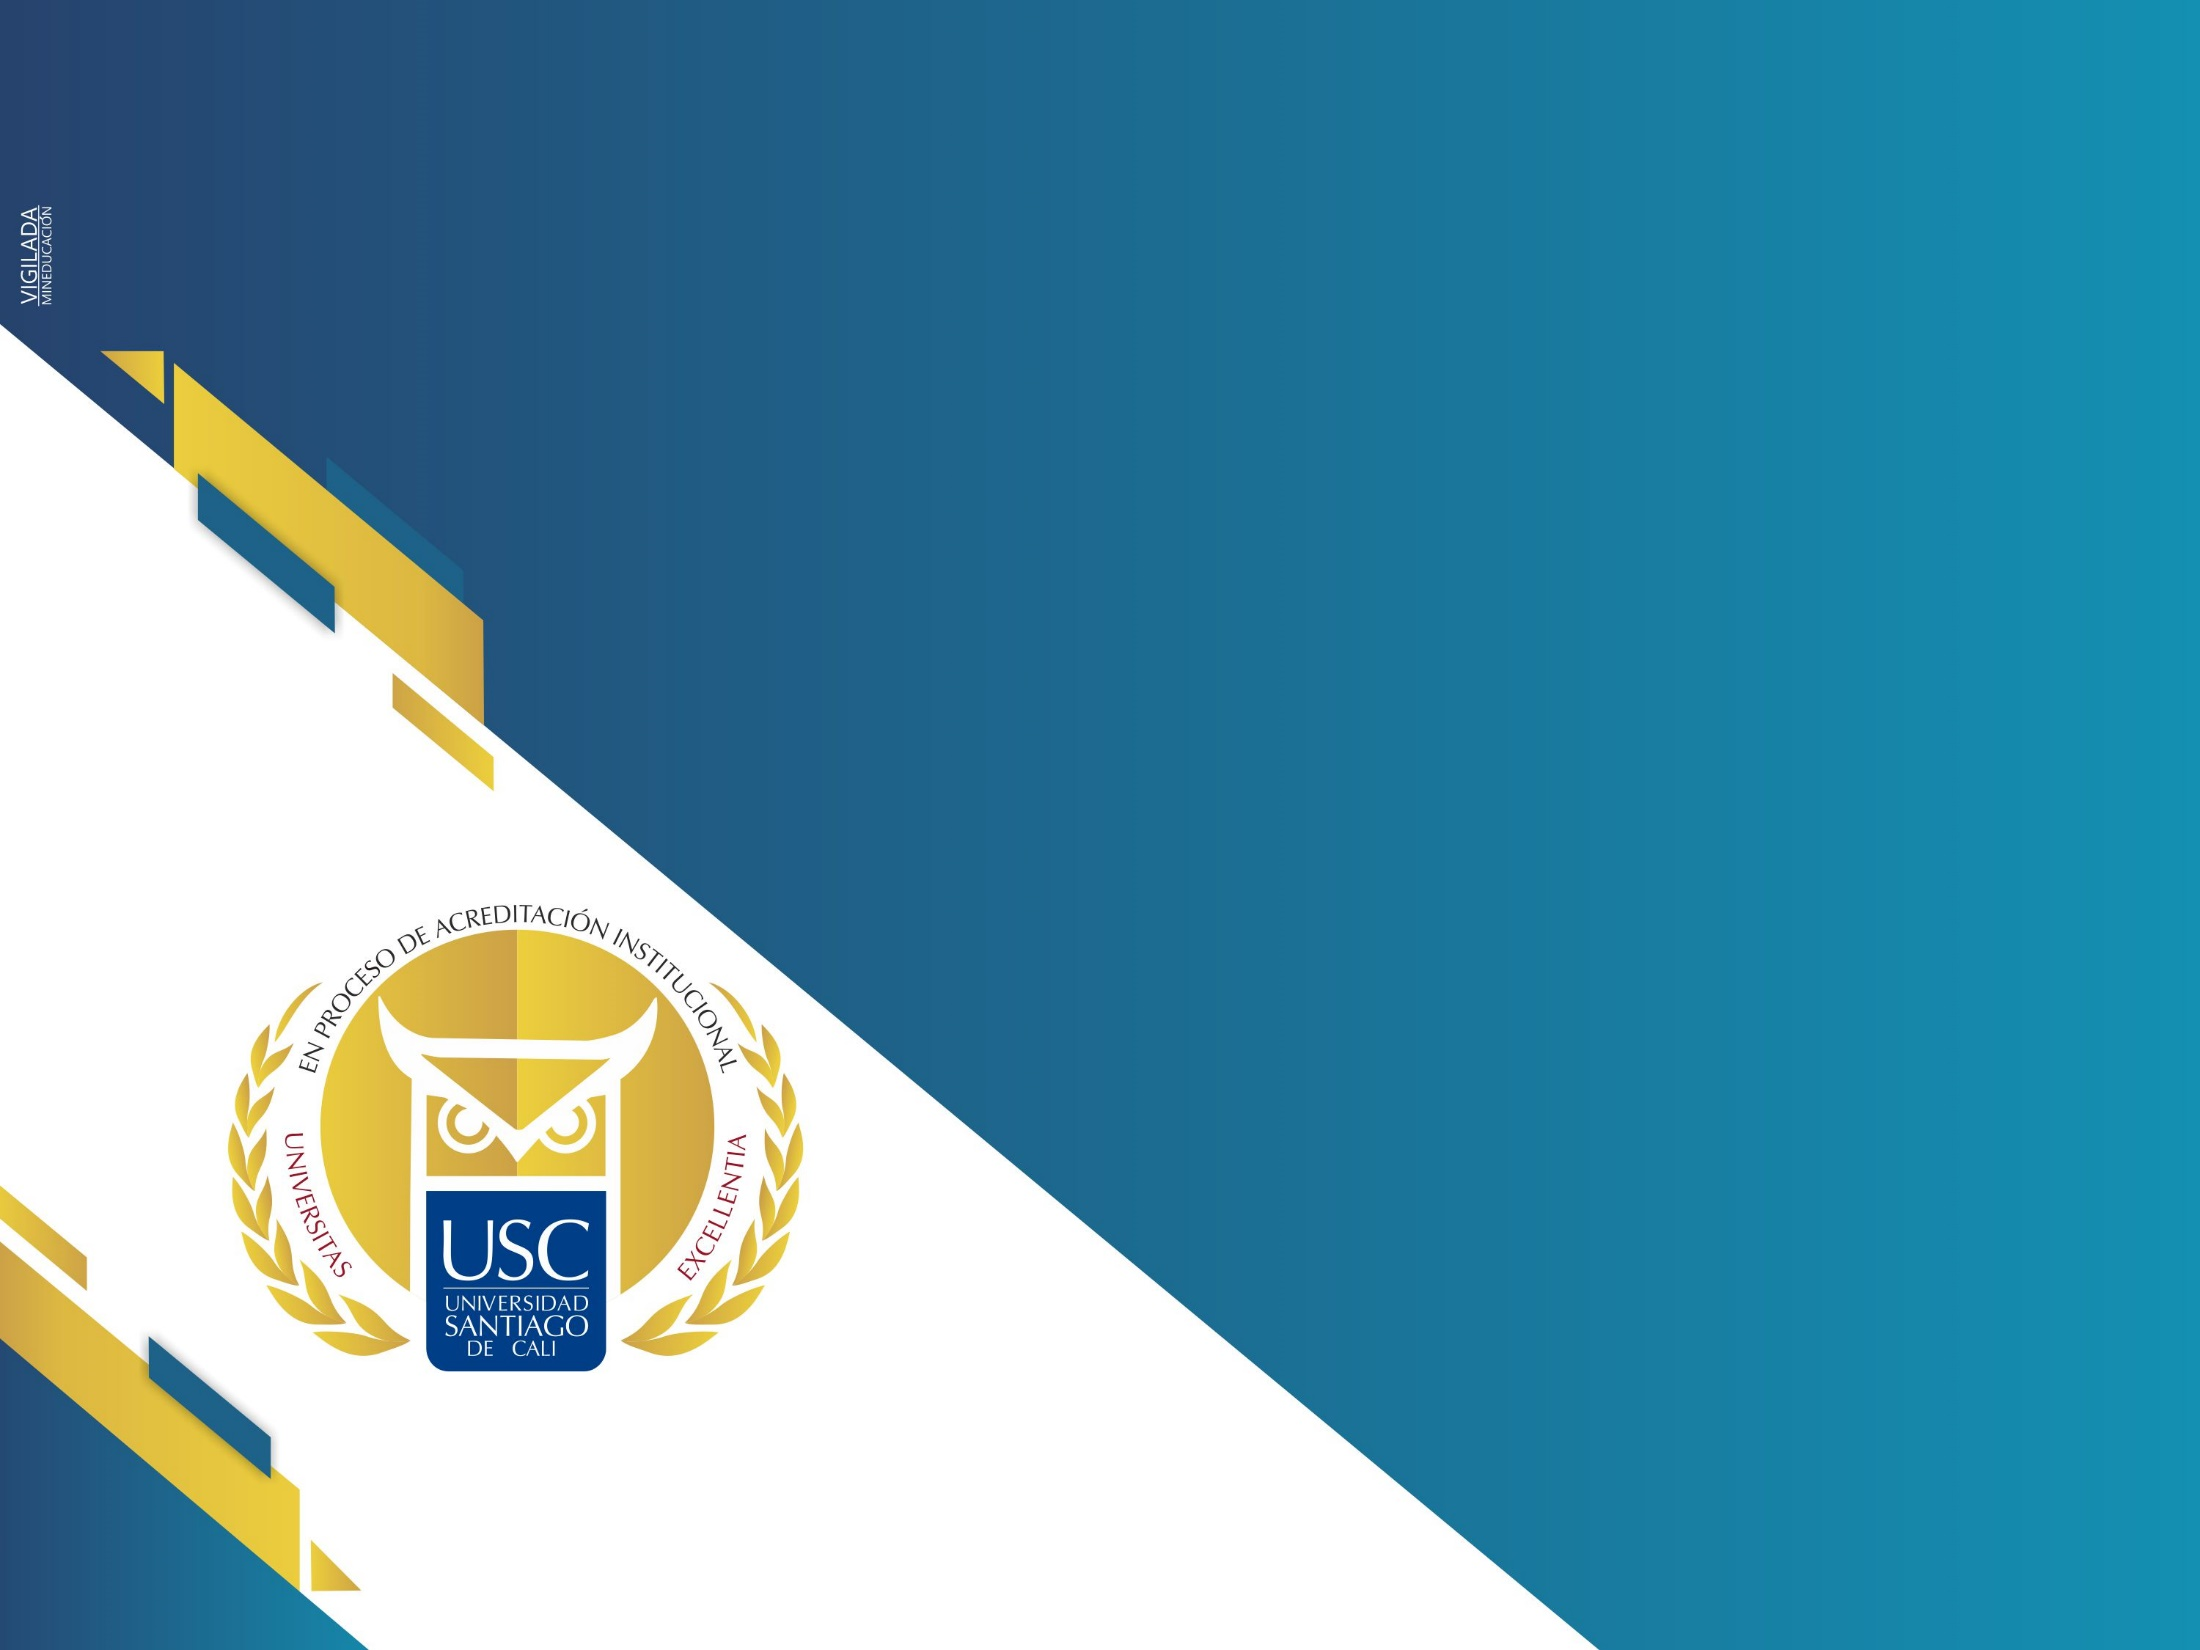 VIGILADA
MINEDUCACIÓN
EN PROCESO DE ACREDITACIÓN INSTITUCIONAL
UNIVERSITAS
EXCELLENTIA
USC
UNIVERSIDAD
SANTIAGO
DE CALI